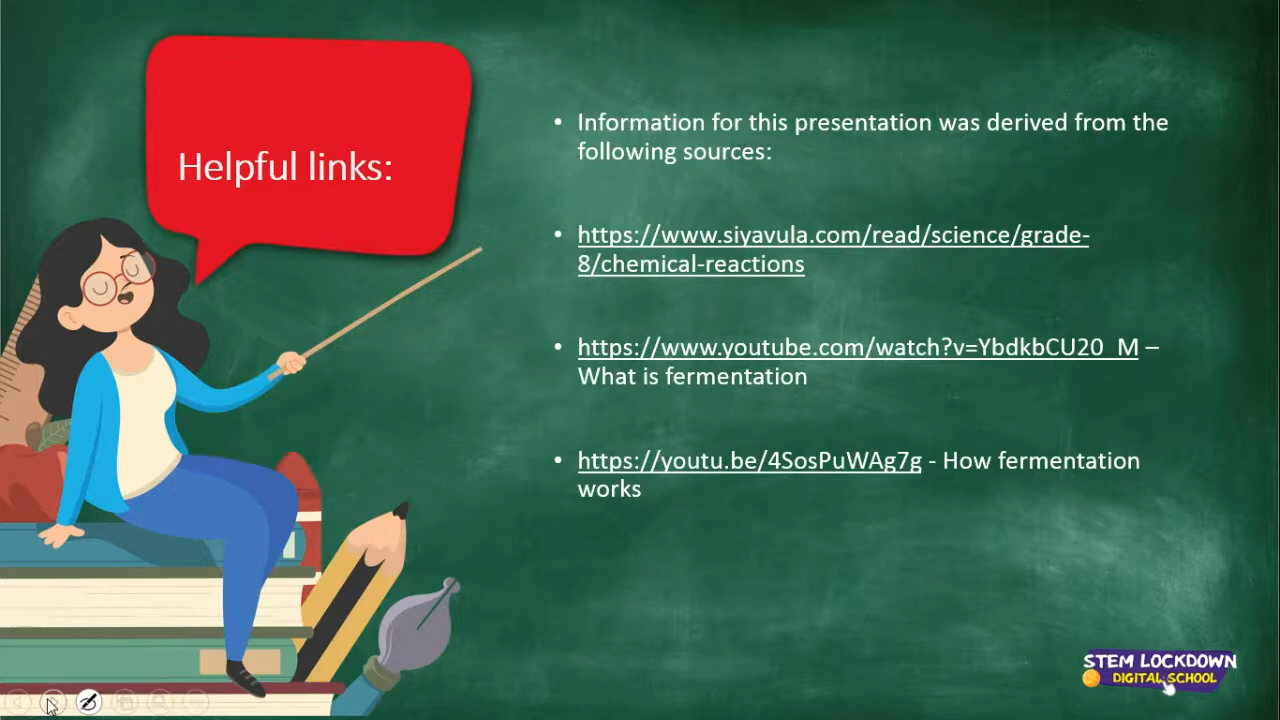 Helpful links:
• Information for this presentation was derived from the
following sources:
• https://www.siyavula.com/read/science/grade-
8/chemical-reactions
• https://www.youtube.com/watch?v=YbdkbCU20_M –
What is fermentation
• https://youtu.be/4SosPuWAg7g - How fermentation
works
STEM LOCKDOWN
DIGITAL SCHOOL